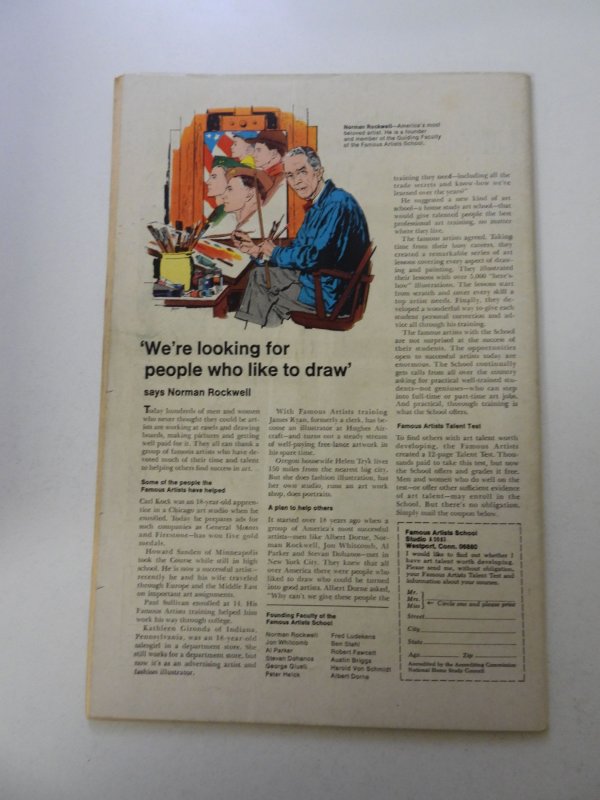 Norman Rockwell—America's most
beloved artist. He is a founder
and member of the Guiding Faculty
of the Famous Artists School.
'We're looking for
people who like to draw'
says Norman Rockwell
Today hundreds of men and women
who never thought they could be art-
ists are working at easels and drawing
boards, making pictures and getting
well paid for it. They all can thank a
group of famous artists who have de-
voted much of their time and talent
to helping others find success in art. . . .
Some of the people the
Famous Artists have helped
Carl Kock was an 18-year-old appren-
tice in a Chicago art studio when he
enrolled. Today he prepares ads for
such companies as General Motors
and Firestone—has won five gold
medals.
Howard Sanden of Minneapolis
took the Course while still in high
school. He is now a successful artist—
recently he and his wife traveled
through Europe and the Middle East
on important art assignments.
Paul Sullivan enrolled at 14. His
Famous Artists training helped him
work his way through college.
Kathleen Gironda of Indiana,
Pennsylvania, was an 18-year-old
salesgirl in a department store. She
still works for a department store, but
now it's as an advertising artist and
fashion illustrator.
With Famous Artists training
James Ryan, formerly a clerk, has be-
come an illustrator at Hughes Air-
craft—and turns out a steady stream
of well-paying free-lance artwork in
his spare time.
Oregon housewife Helen Tryk lives
150 miles from the nearest big city.
But she does fashion illustration, has
her own studio, runs an art work
shop, does portraits.
A plan to help others
It started over 18 years ago when a
group of America's most successful
artists—men like Albert Dorne, Nor-
man Rockwell, Jon Whitcomb, Al
Parker and Stevan Dohanos—met in
New York City. They knew that all
over America there were people who
liked to draw who could be turned
into good artists. Albert Dorne asked,
"Why can't we give these people the
Founding Faculty of the
Famous Artists School
Norman Rockwell
Jon Whitcomb
Al Parker
Stevan Dohanos
George Giusti
Peter Helck
Fred Ludekens
Ben Stahl
Robert Fawcett
Austin Briggs
Harold Von Schmidt
Albert Dorne
training they need—including all the
trade secrets and know-how we've
learned over the years?"
He suggested a new kind of art
school—a home study art school—that
would give talented people the best
professional art training, no matter
where they live.
The famous artists agreed. Taking
time from their busy careers, they
created a remarkable series of art
lessons covering every aspect of draw-
ing and painting. They illustrated
their lessons with over 5,000 "here's-
how" illustrations. The lessons start
from scratch and cover every skill a
top artist needs. Finally, they de-
veloped a wonderful way to give each
student personal correction and ad-
vice all through his training.
The famous artists with the School
are not surprised at the success of
their students. The opportunities
open to successful artists today are
enormous. The School continually
gets calls from all over the country
asking for practical well-trained stu-
dents—not geniuses—who can step
into full-time or part-time art jobs.
And practical, thorough training is
what the School offers.
Famous Artists Talent Test
To find others with art talent worth
developing, the Famous Artists
created a 12-page Talent Test. Thou-
sands paid to take this test, but now
the School offers and grades it free.
Men and women who do well on the
test—or offer other sufficient evidence
of art talent—may enroll in the
School. But there's no obligation.
Simply mail the coupon below.
Famous Artists School
Studio
Westport, Conn. 06880
I would like to find out whether I
have art talent worth developing.
Please send me, without obligation,
your Famous Artists Talent Test and
information about your courses.
Mr.
Mrs.
Miss
← Circle one and please print
Street
City
State
Age Zip
Accredited by the Accrediting Commission
National Home Study Council